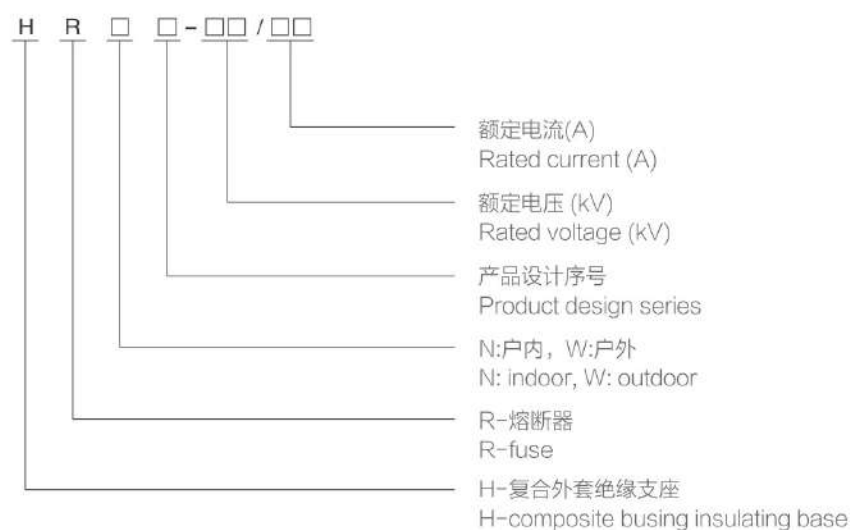 H R □ □-□□/□□
额定电流(A)
Rated current (A)
额定电压 (kV)
Rated voltage (kV)
产品设计序号
Product design series
N:户内，W:户外
N: indoor, W: outdoor
R-熔断器
R-fuse
H-复合外套绝缘支座
H-composite busing insulating base